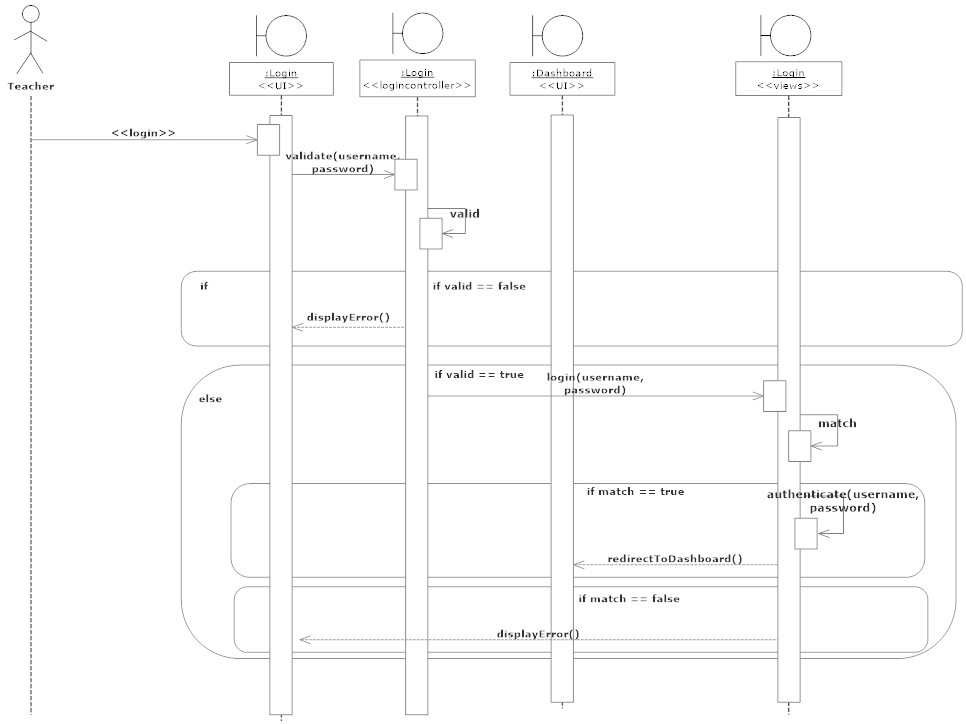 Teacher
:Login
<<UI>>
:Login
<<logincontroller>>
:Dashboard
<<UI>>
:Login
<<views>>
<<login>>
validate(username,
password)
valid
if
if valid == false
displayError()
if valid == true
login(username,
password)
else
match
if match == true
authenticate(username,
password)
redirectToDashboard()
if match == false
displayError()